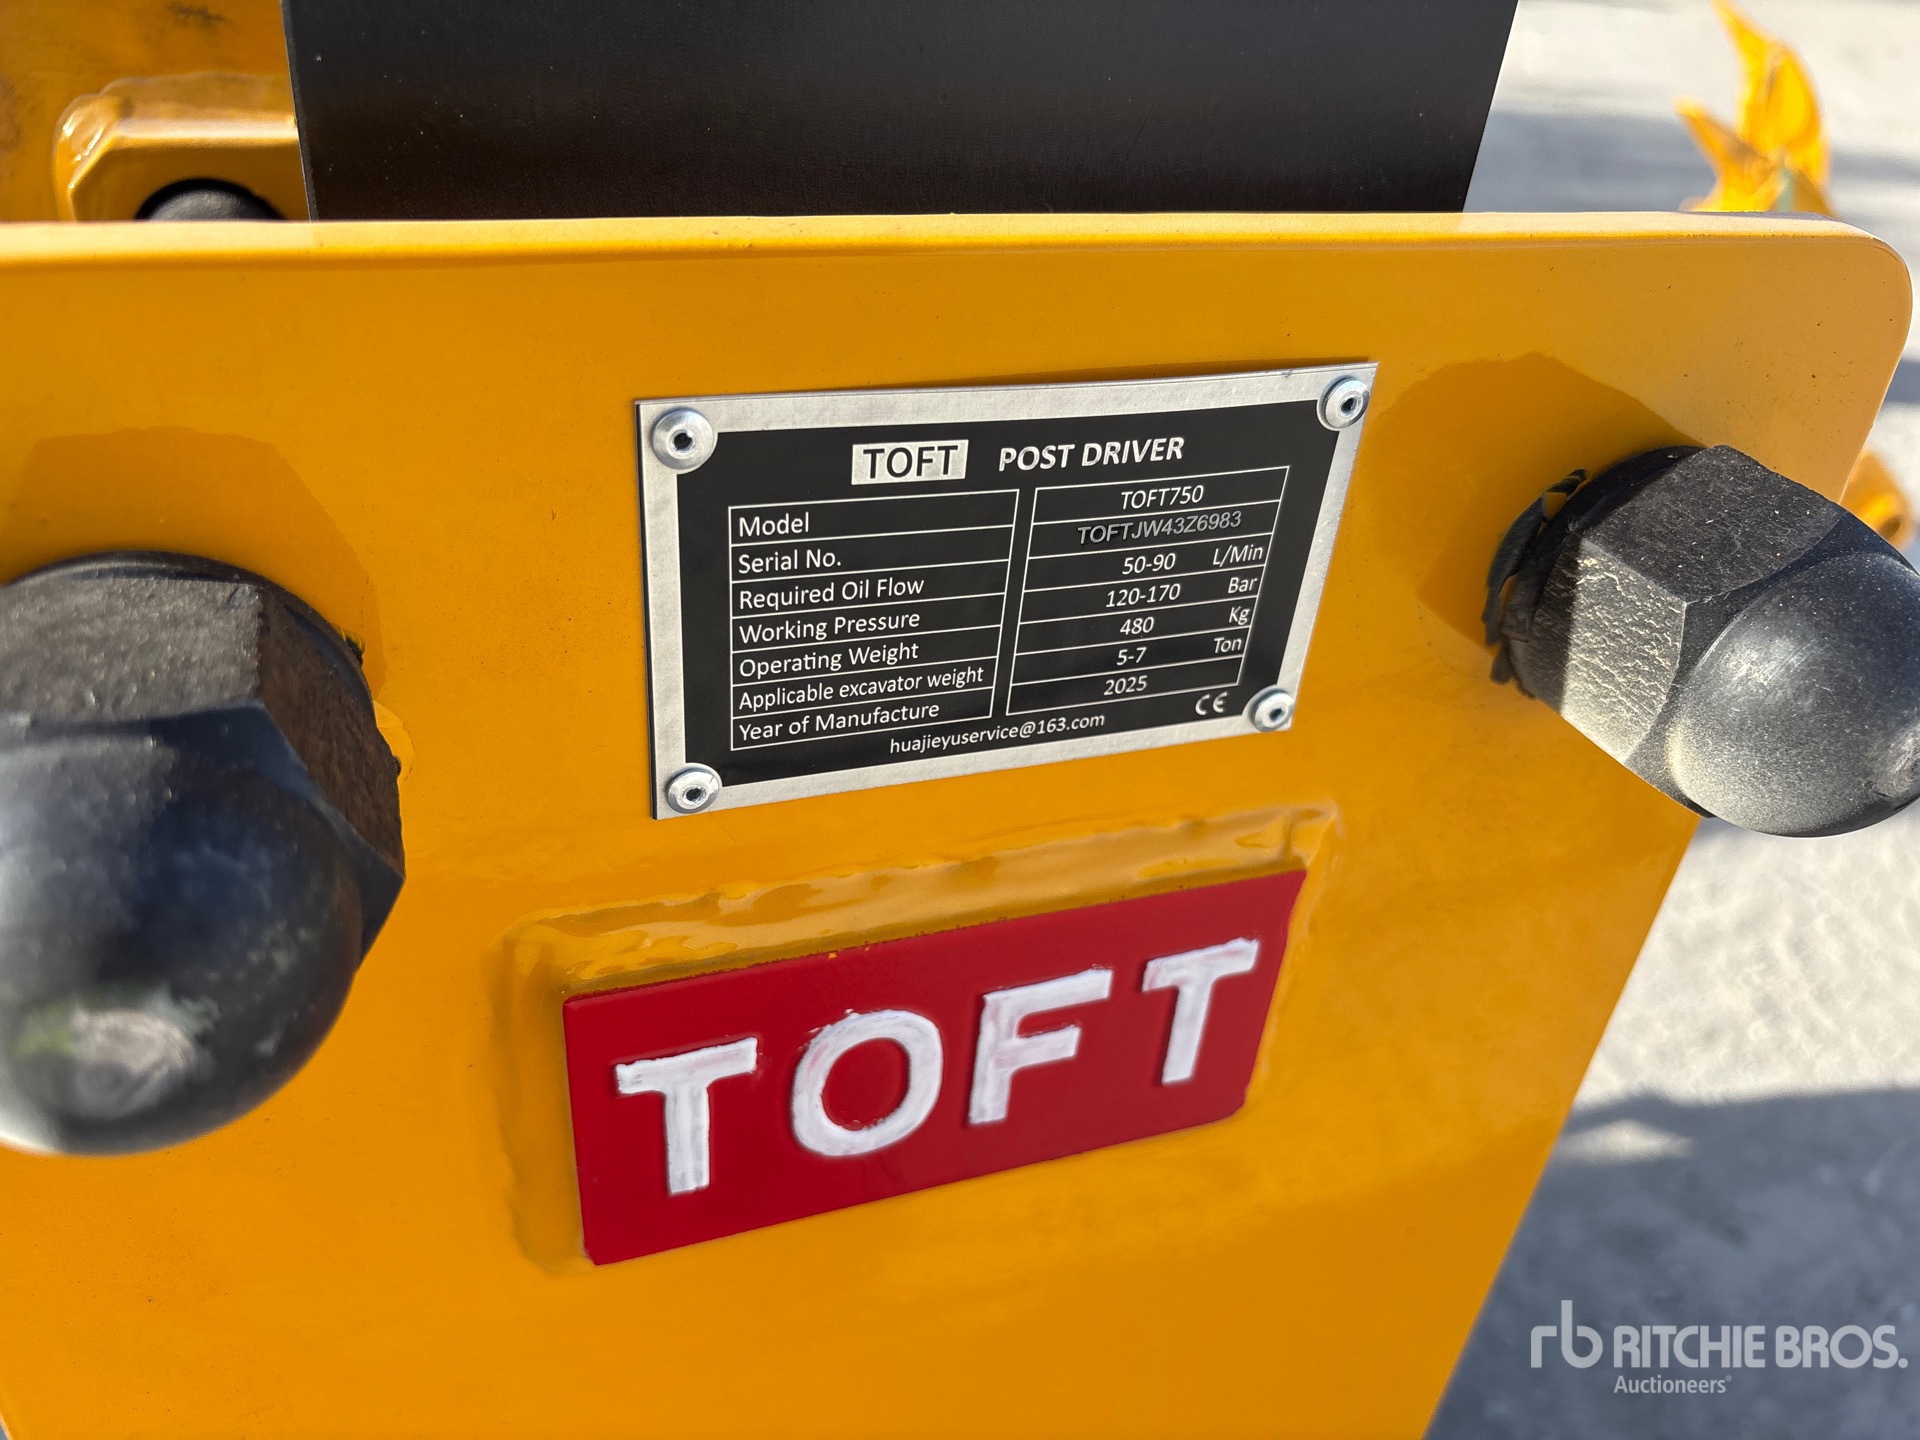 TOFT POST DRIVER
Model TOFT750
Serial No. TOFTJW43Z6983
Required Oil Flow 50-90 L/Min
Working Pressure 120-170 Bar
Operating Weight 480 Kg
Applicable excavator weight 5-7 Ton
Year of Manufacture 2025
huajieyuservice@163.com CE
TOFT
rb RITCHIE BROS.
Auctioneers